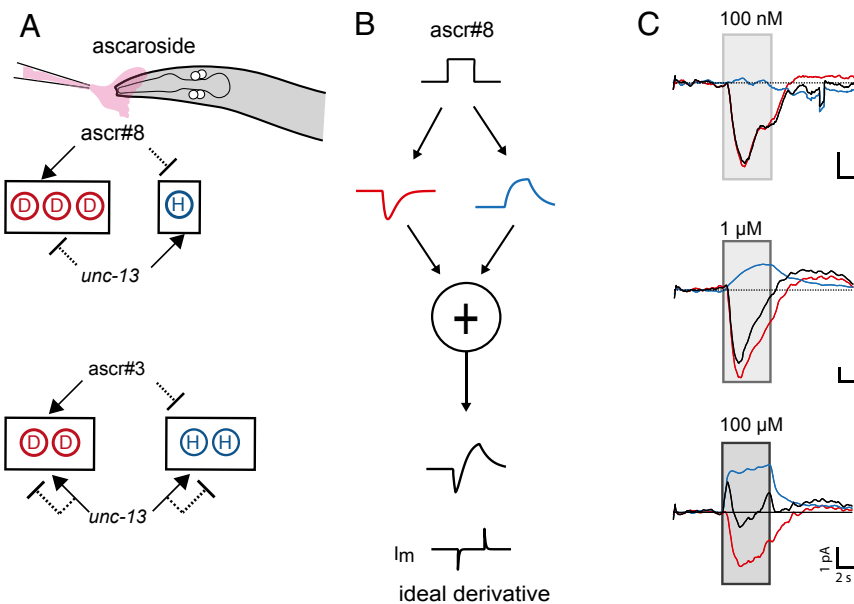 A
ascaroside
ascr#8
D D D
H
unc-13
ascr#3
D D
H H
unc-13
B
ascr#8
+
Im
ideal derivative
C
100 nM
1 µM
100 µM
1 pA
2 s